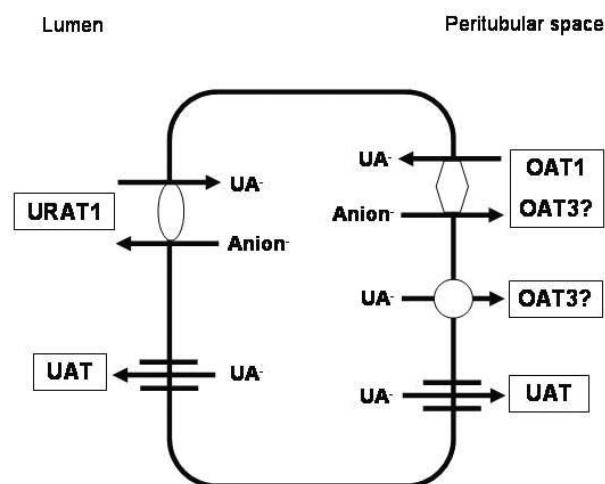 Lumen
Peritubular space
UA-
OAT1
UA-
URAT1
Anion-
OAT3?
Anion-
UA-
OAT3?
UAT
UA-
UA-
UAT